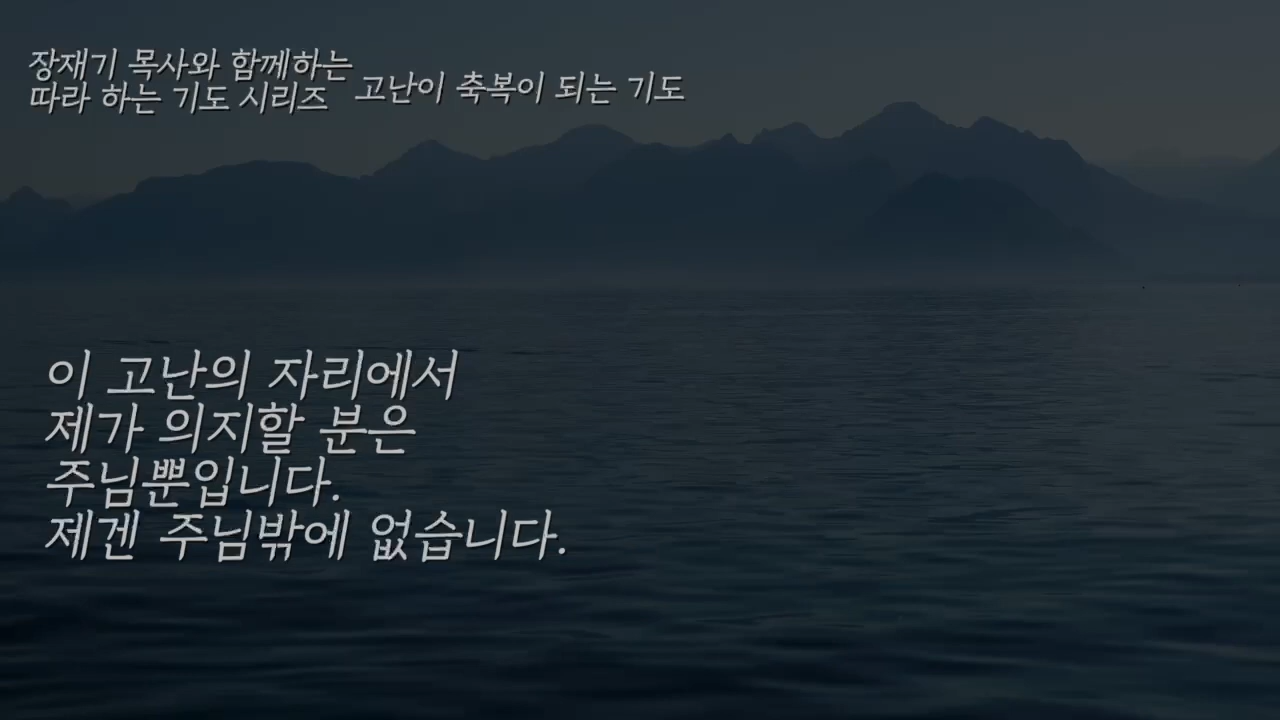 장재기 목사와 함께하는
따라 하는 기도 시리즈
고난이 축복이 되는 기도
이 고난의 자리에서
제가 의지할 분은
주님뿐입니다.
제겐 주님밖에 없습니다.